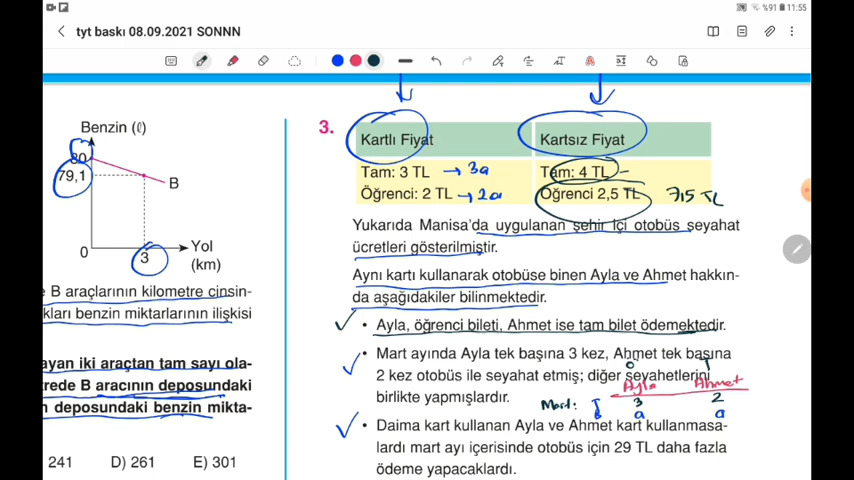 %91 11:55
tyt baskı 08.09.2021 SONNN
Benzin (ℓ)
80
79,1
B
0
3
Yol
(km)
e B araçlarının kilometre cinsin-
kları benzin miktarlarının ilişkisi
ayan iki araçtan tam sayı ola-
rede B aracının deposundaki
n deposundaki benzin mikta-
241 D) 261 E) 301
3.
Kartlı Fiyat Kartsız Fiyat
Tam: 3 TL → 3a Tam: 4 TL
Öğrenci: 2 TL → 2a Öğrenci 2,5 TL 7,5 TL
Yukarıda Manisa'da uygulanan şehir içi otobüs seyahat
ücretleri gösterilmiştir.
Aynı kartı kullanarak otobüse binen Ayla ve Ahmet hakkın-
da aşağıdakiler bilinmektedir.
• Ayla, öğrenci bileti, Ahmet ise tam bilet ödemektedir.
• Mart ayında Ayla tek başına 3 kez, Ahmet tek başına
2 kez otobüs ile seyahat etmiş; diğer seyahetlerini
birlikte yapmışlardır.
Ö T
Ayla Ahmet
Mart: T 3 2
B a a
• Daima kart kullanan Ayla ve Ahmet kart kullanmasa-
lardı mart ayı içerisinde otobüs için 29 TL daha fazla
ödeme yapacaklardı.